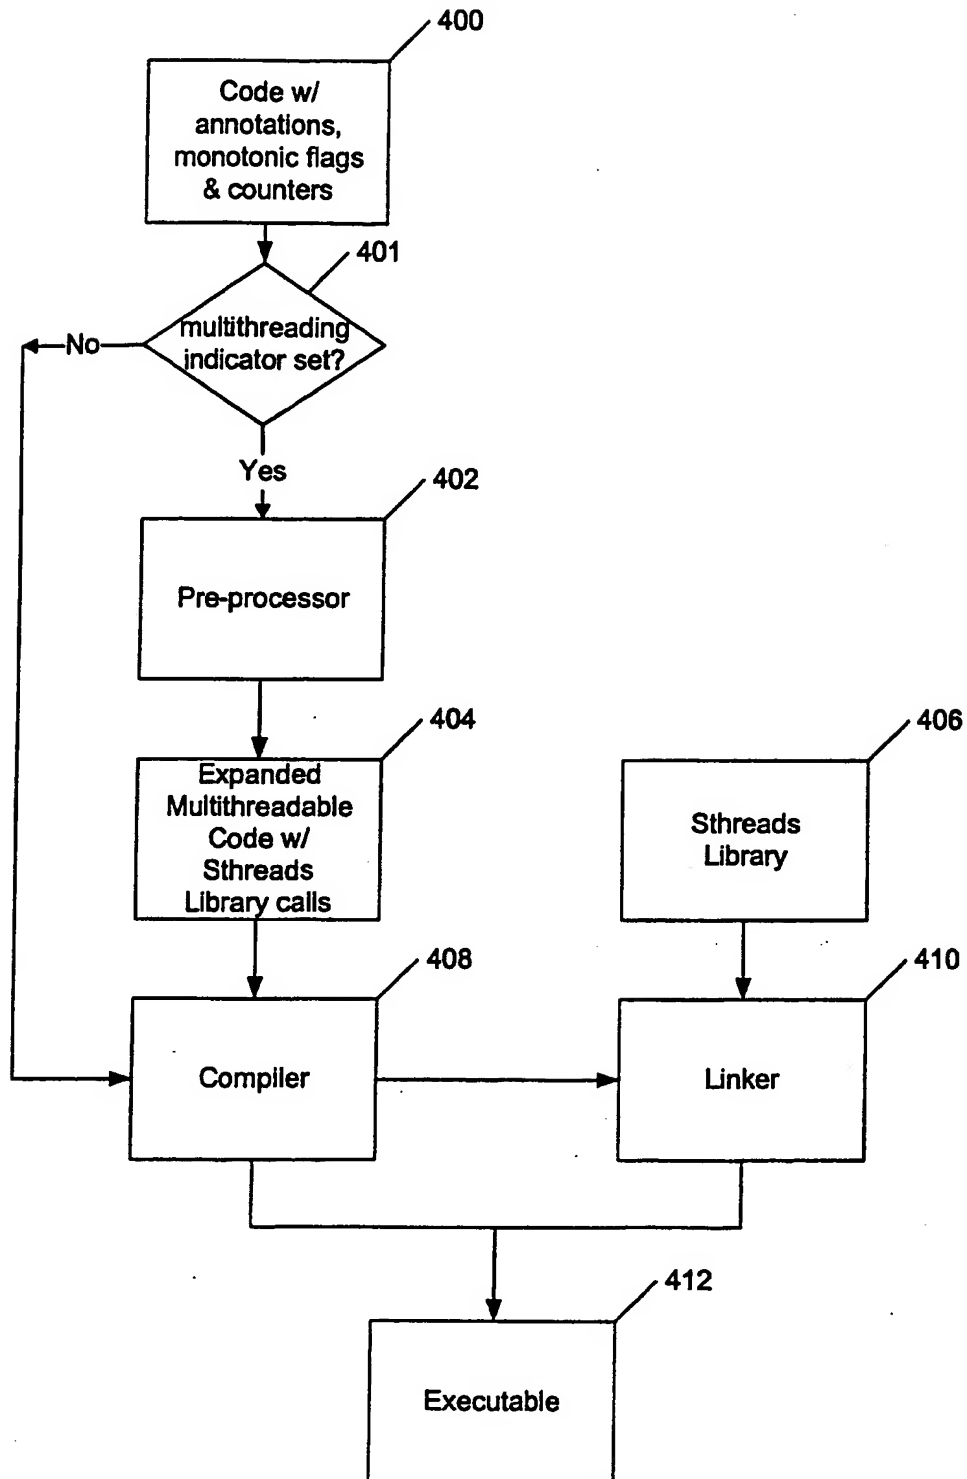 400
Code w/
annotations,
monotonic flags
& counters
401
multithreading
indicator set?
No
Yes
402
Pre-processor
404
Expanded
Multithreadable
Code w/
Sthreads
Library calls
406
Sthreads
Library
408
Compiler
410
Linker
412
Executable